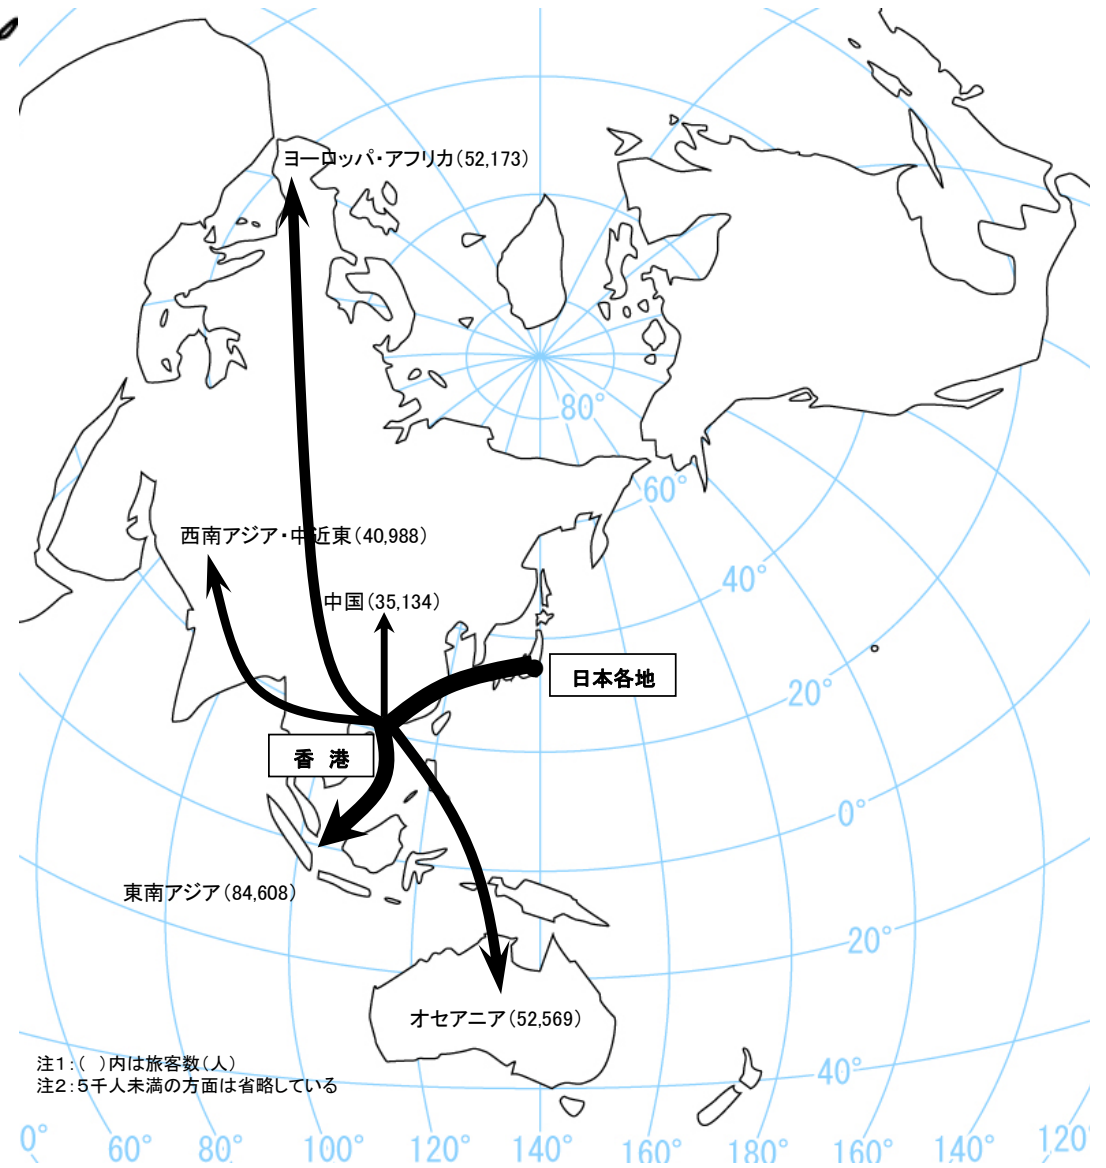 ヨーロッパ・アフリカ(52,173)
80°
60°
西南アジア・中近東(40,988)
40°
中国(35,134)
日本各地
20°
香 港
0°
東南アジア(84,608)
20°
オセアニア(52,569)
注1:( )内は旅客数(人)
注2:5千人未満の方面は省略している
40°
0° 60° 80° 100° 120° 140° 160° 180° 160° 140° 120°